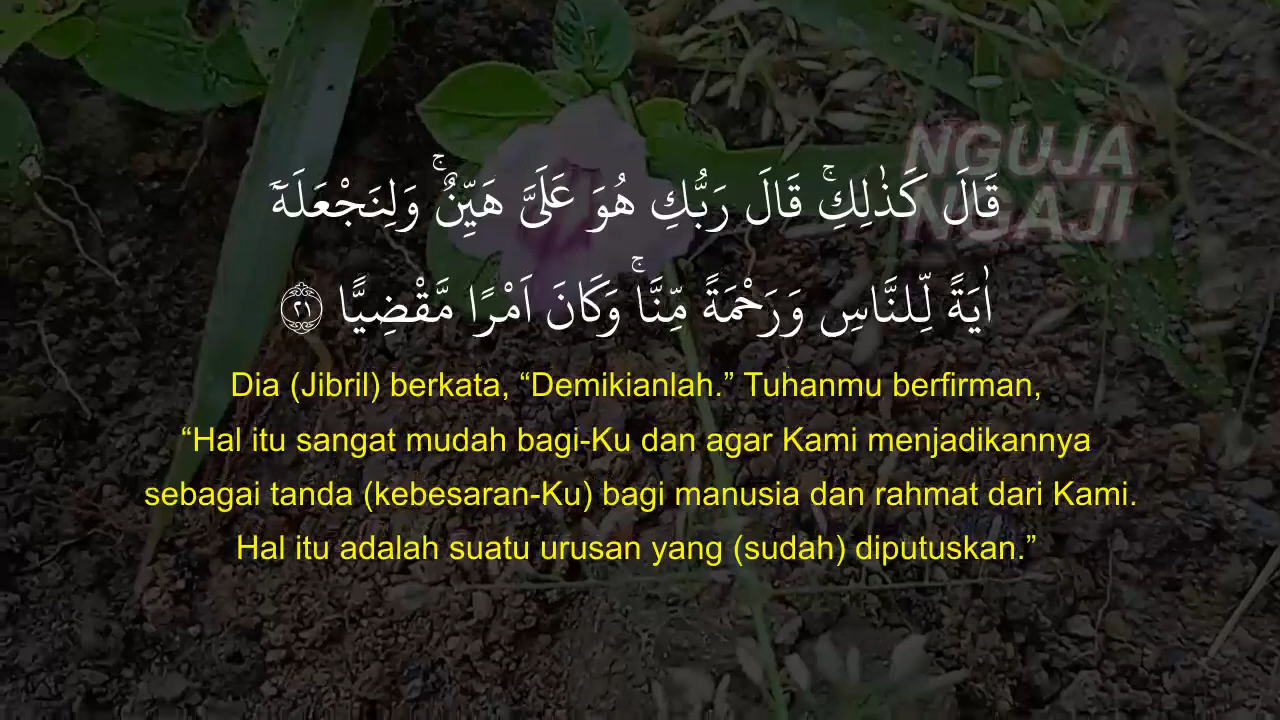 NGUJA
NGAJI
قَالَ كَذٰلِكِۚ قَالَ رَبُّكِ هُوَ عَلَيَّ هَيِّنٌۚ وَلِنَجْعَلَهٗٓ
اٰيَةً لِّلنَّاسِ وَرَحْمَةً مِّنَّاۚ وَكَانَ اَمْرًا مَّقْضِيًّا ۝٢١
Dia (Jibril) berkata, “Demikianlah.” Tuhanmu berfirman,
“Hal itu sangat mudah bagi-Ku dan agar Kami menjadikannya
sebagai tanda (kebesaran-Ku) bagi manusia dan rahmat dari Kami.
Hal itu adalah suatu urusan yang (sudah) diputuskan.”